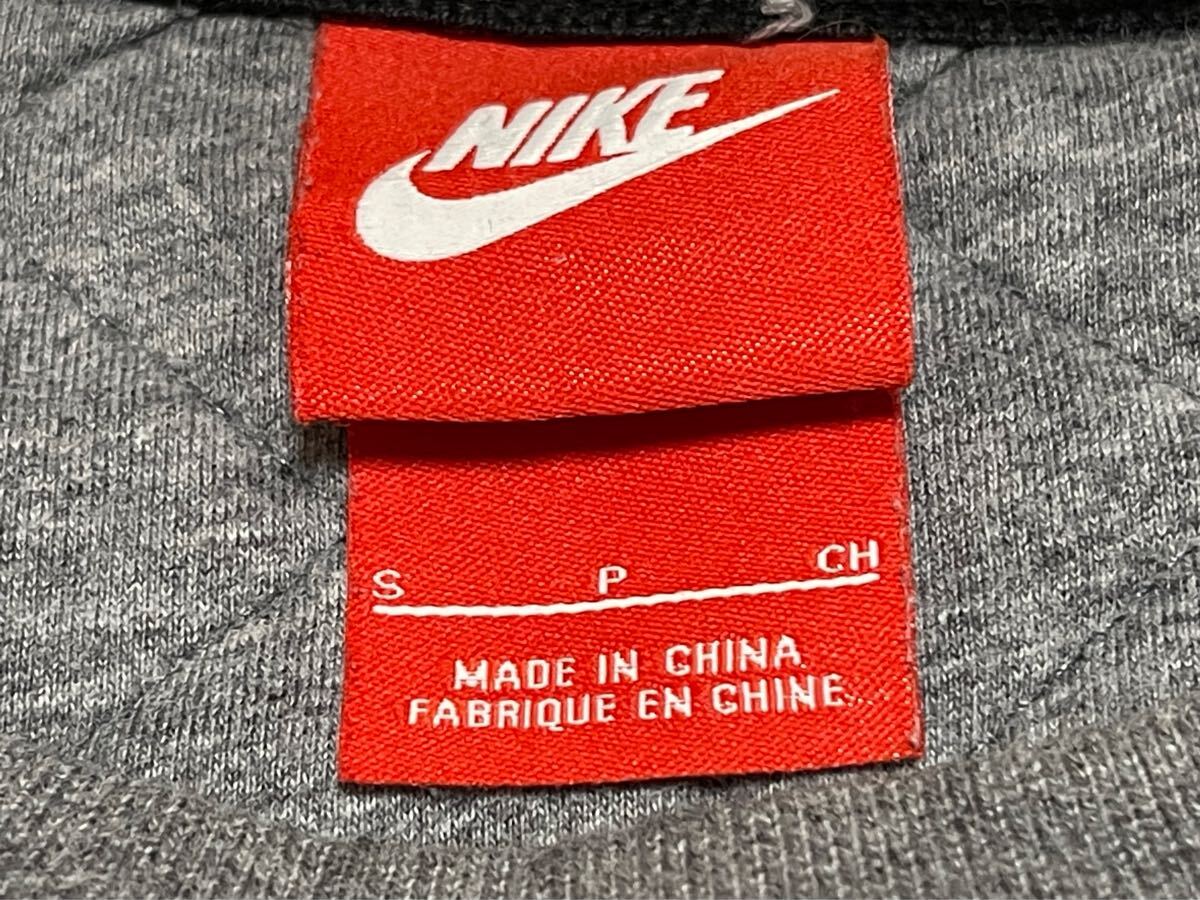 NIKE
S P CH
MADE IN CHINA
FABRIQUE EN CHINE